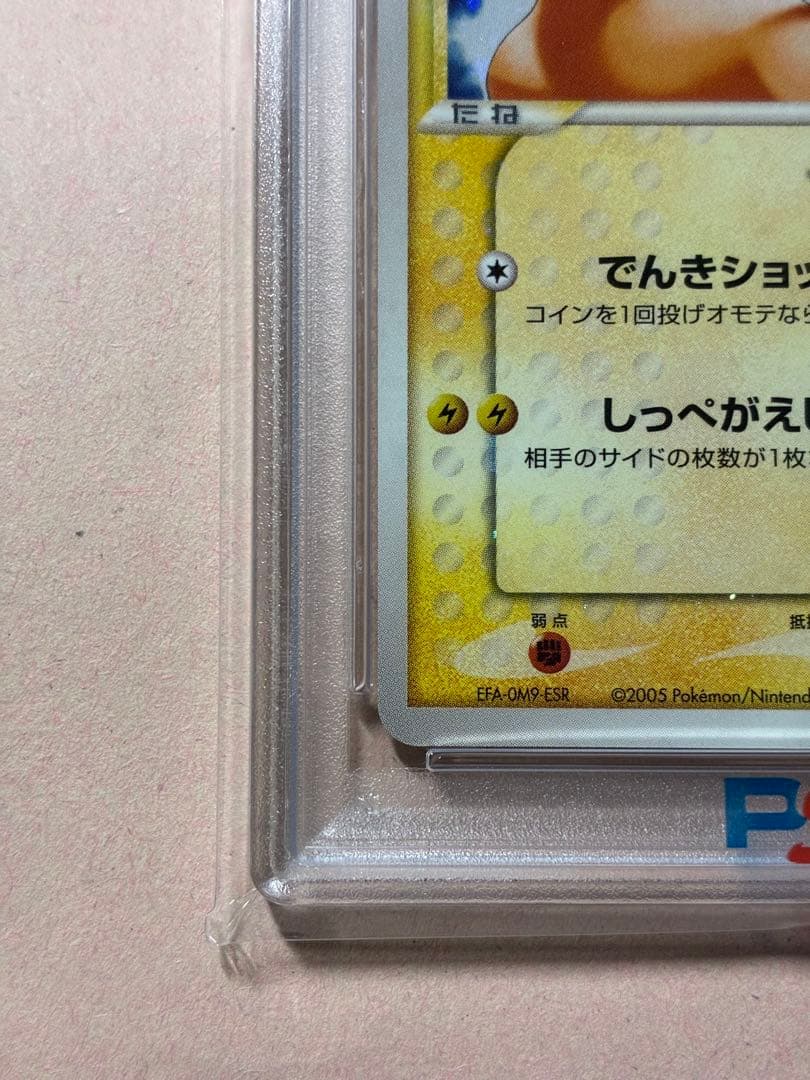 たね
でんきショッ
コインを1回投げオモテなら
しっぺがえし
相手のサイドの枚数が1枚
弱点
抵
EFA-0M9-ESR ©2005 Pokémon/Nintend
PS